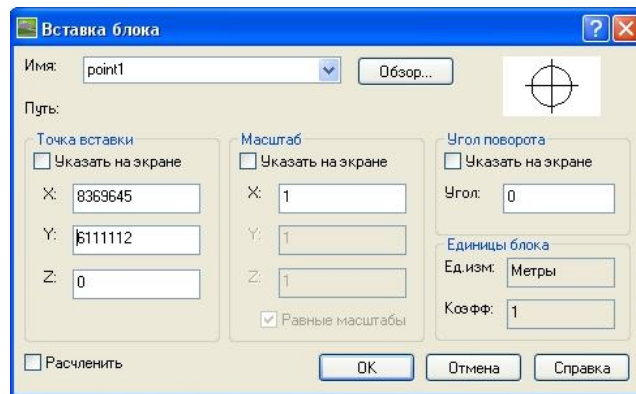 Вставка блока
Имя: point1 Обзор...
Путь:
Точка вставки
Указать на экране
X: 8369645
Y: 6111112
Z: 0
Масштаб
Указать на экране
X: 1
Y: 1
Z: 1
Равные масштабы
Угол поворота
Указать на экране
Угол: 0
Единицы блока
Ед.изм: Метры
Коэфф: 1
Расчленить
OK Отмена Справка